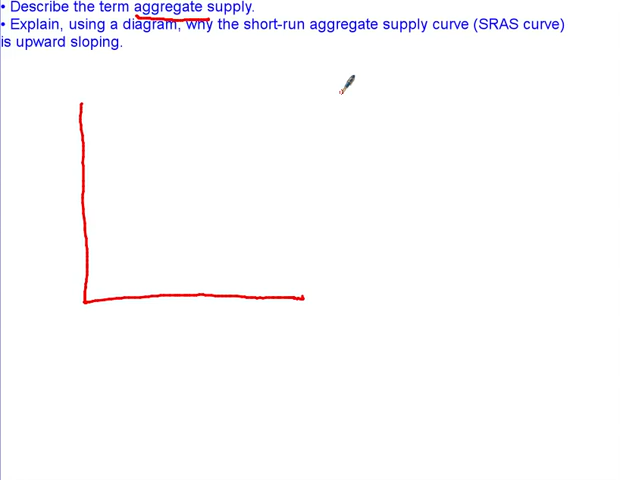 • Describe the term aggregate supply.
• Explain, using a diagram, why the short-run aggregate supply curve (SRAS curve)
is upward sloping.